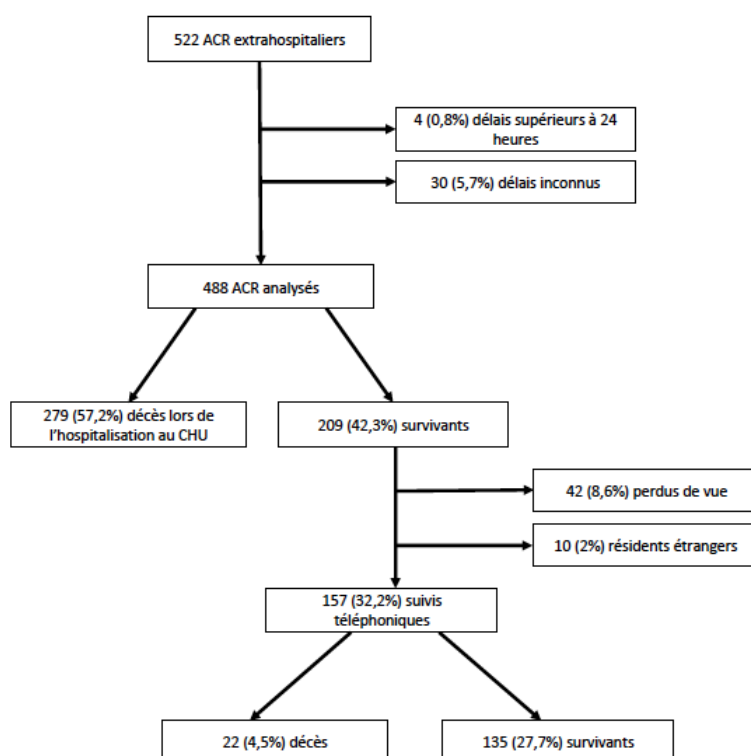 522 ACR extrahospitaliers
4 (0,8%) délais supérieurs à 24
heures
30 (5,7%) délais inconnus
488 ACR analysés
279 (57,2%) décès lors de
l'hospitalisation au CHU
209 (42,3%) survivants
42 (8,6%) perdus de vue
10 (2%) résidents étrangers
157 (32,2%) suivis
téléphoniques
22 (4,5%) décès
135 (27,7%) survivants